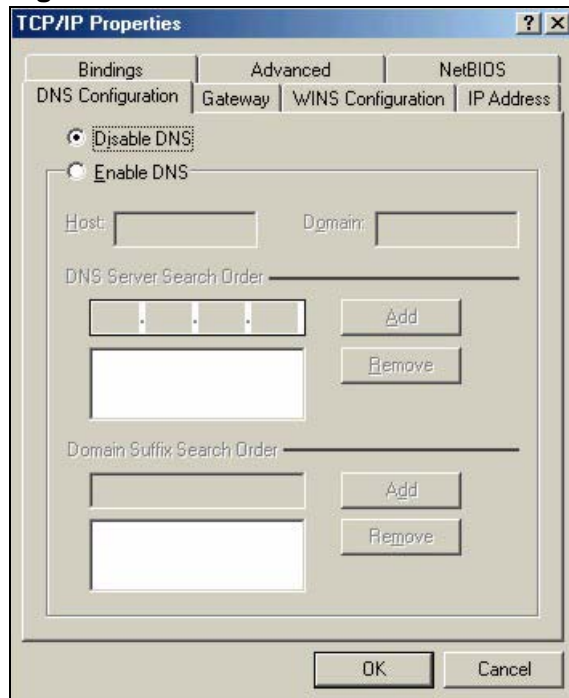 TCP/IP Properties
Bindings Advanced NetBIOS
DNS Configuration Gateway WINS Configuration IP Address
Disable DNS
Enable DNS
Host: Domain:
DNS Server Search Order
Add
Remove
Domain Suffix Search Order
Add
Remove
OK Cancel